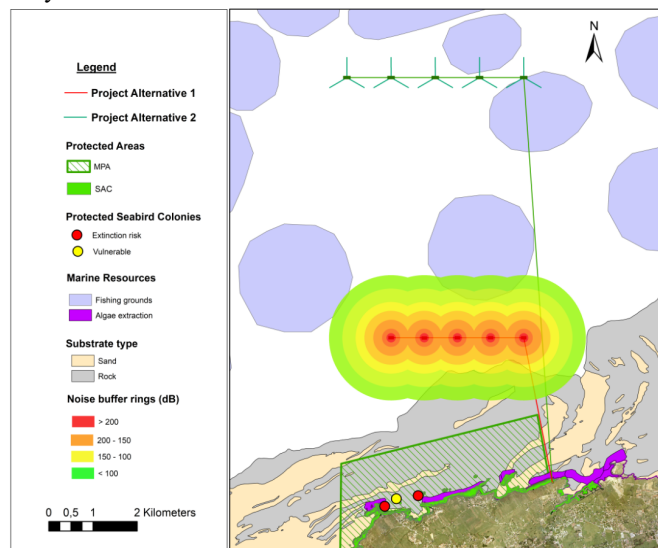 Legend
Project Alternative 1
Project Alternative 2
Protected Areas
MPA
SAC
Protected Seabird Colonies
Extinction risk
Vulnerable
Marine Resources
Fishing grounds
Algae extraction
Substrate type
Sand
Rock
Noise buffer rings (dB)
> 200
200 - 150
150 - 100
< 100
0 0,5 1 2 Kilometers
N